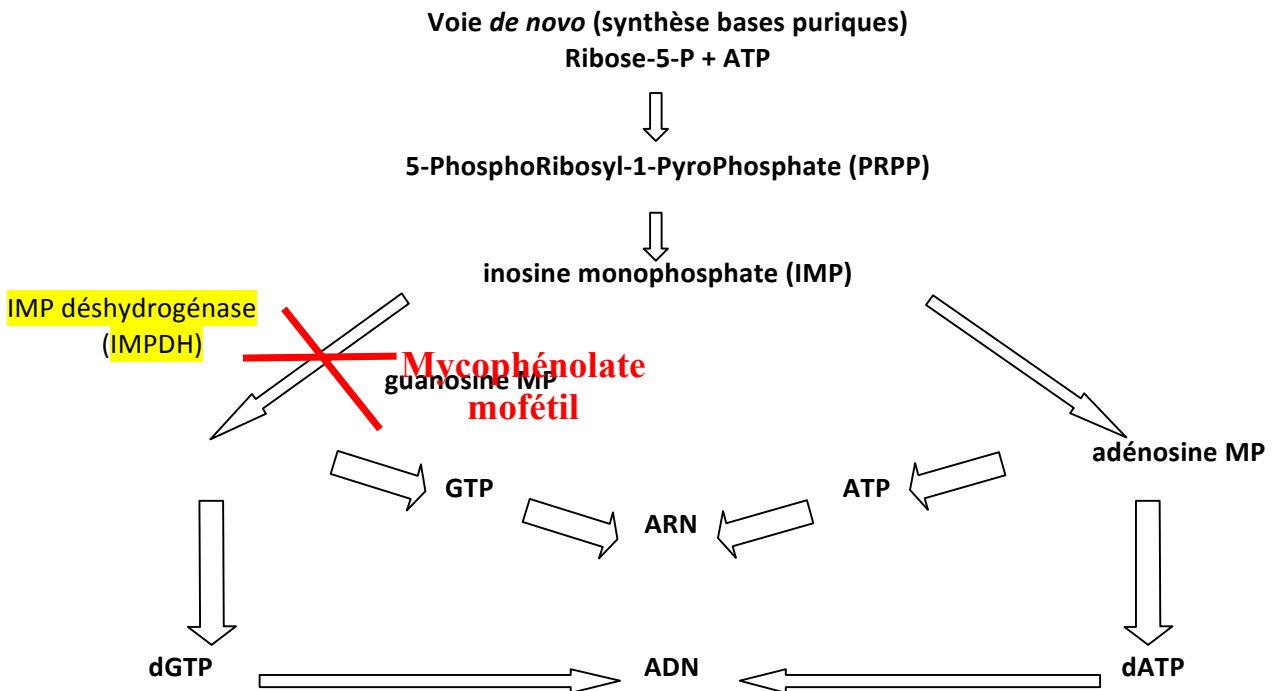 Voie de novo (synthèse bases puriques)
Ribose-5-P + ATP
5-PhosphoRibosyl-1-PyroPhosphate (PRPP)
inosine monophosphate (IMP)
IMP déshydrogénase
(IMPDH)
Mycophénolate
guanosine MP
mofétil
adénosine MP
GTP
ATP
ARN
dGTP
ADN
dATP